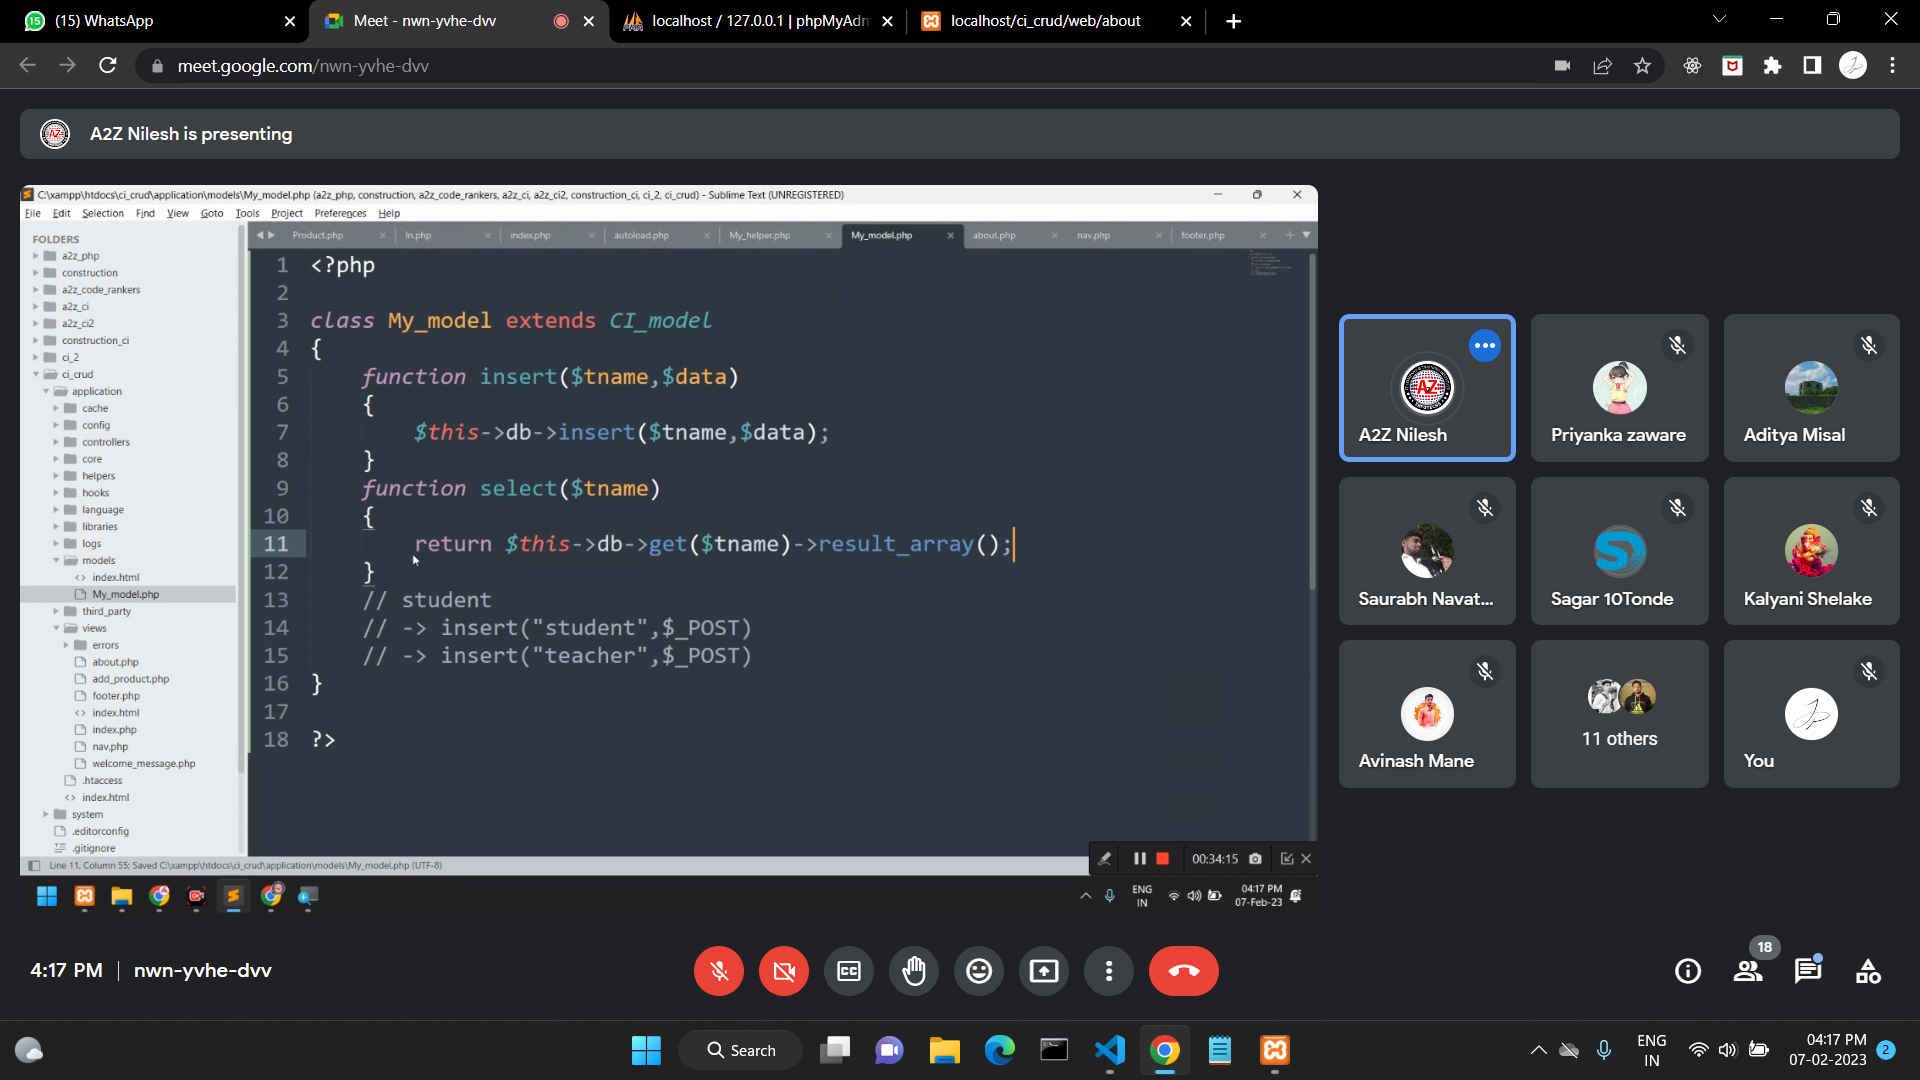 (15) WhatsApp
Meet - nwn-yvhe-dvv
localhost / 127.0.0.1 | phpMyAdm
localhost/ci_crud/web/about
meet.google.com/nwn-yvhe-dvv
A2Z Nilesh is presenting
C:\xampp\htdocs\ci_crud\application\models\My_model.php (a2z_php, construction, a2z_code_rankers, a2z_ci, a2z_ci2, construction_ci, ci_2, ci_crud) - Sublime Text (UNREGISTERED)
File Edit Selection Find View Goto Tools Project Preferences Help
FOLDERS
a2z_php
construction
a2z_code_rankers
a2z_ci
a2z_ci2
construction_ci
ci_2
ci_crud
application
cache
config
controllers
core
helpers
hooks
language
libraries
logs
models
index.html
My_model.php
third_party
views
errors
about.php
add_product.php
footer.php
index.html
index.php
nav.php
welcome_message.php
.htaccess
index.html
system
.editorconfig
.gitignore
Product.php In.php index.php autoload.php My_helper.php My_model.php about.php nav.php footer.php
1 <?php
2
3 class My_model extends CI_model
4 {
5 function insert($tname,$data)
6 {
7 $this->db->insert($tname,$data);
8 }
9 function select($tname)
10 {
11 return $this->db->get($tname)->result_array();
12 }
13 // student
14 // -> insert("student",$_POST)
15 // -> insert("teacher",$_POST)
16 }
17
18 ?>
Line 11, Column 55; Saved C:\xampp\htdocs\ci_crud\application\models\My_model.php (UTF-8)
00:34:15
ENG
IN
04:17 PM
07-Feb-23
A2Z Nilesh
Priyanka zaware
Aditya Misal
Saurabh Navat...
Sagar 10Tonde
Kalyani Shelake
Avinash Mane
11 others
You
4:17 PM | nwn-yvhe-dvv
18
Search
ENG
IN
04:17 PM
07-02-2023
2